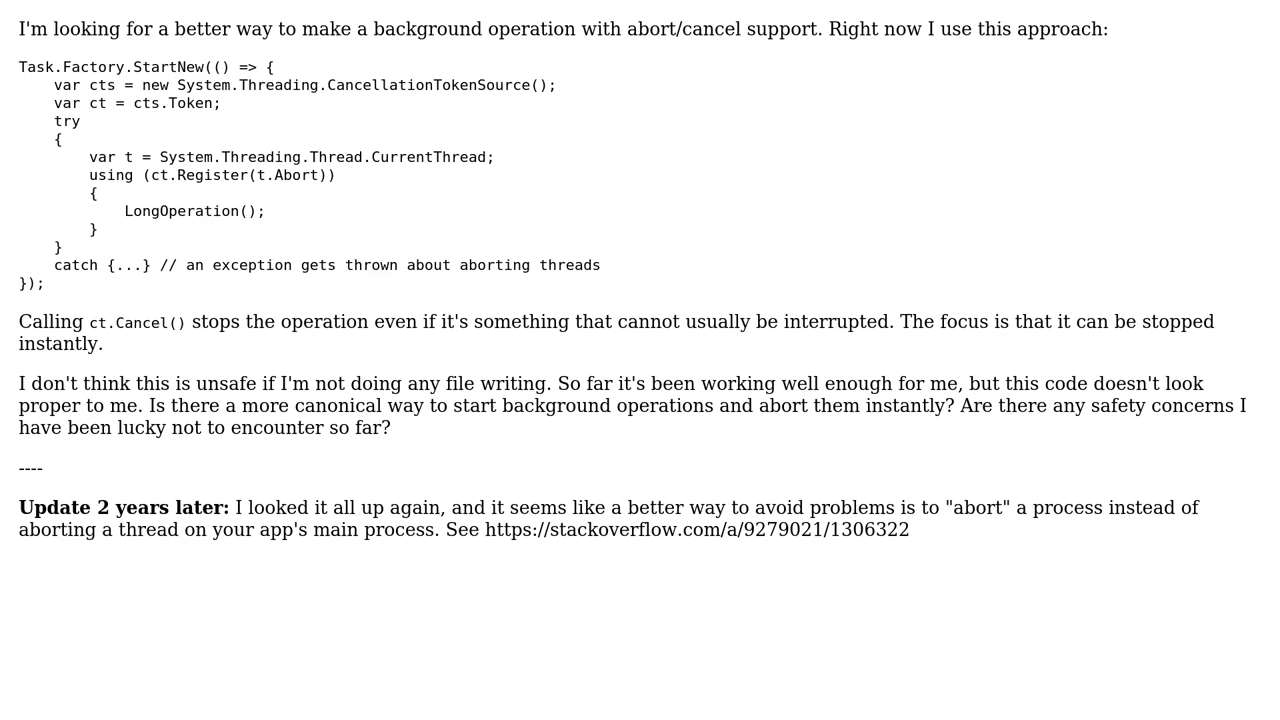 I'm looking for a better way to make a background operation with abort/cancel support. Right now I use this approach:
Task.Factory.StartNew(() => {
    var cts = new System.Threading.CancellationTokenSource();
    var ct = cts.Token;
    try
    {
        var t = System.Threading.Thread.CurrentThread;
        using (ct.Register(t.Abort))
        {
            LongOperation();
        }
    }
    catch {...} // an exception gets thrown about aborting threads
});
Calling ct.Cancel() stops the operation even if it's something that cannot usually be interrupted. The focus is that it can be stopped
instantly.
I don't think this is unsafe if I'm not doing any file writing. So far it's been working well enough for me, but this code doesn't look
proper to me. Is there a more canonical way to start background operations and abort them instantly? Are there any safety concerns I
have been lucky not to encounter so far?
----
Update 2 years later: I looked it all up again, and it seems like a better way to avoid problems is to "abort" a process instead of
aborting a thread on your app's main process. See https://stackoverflow.com/a/9279021/1306322